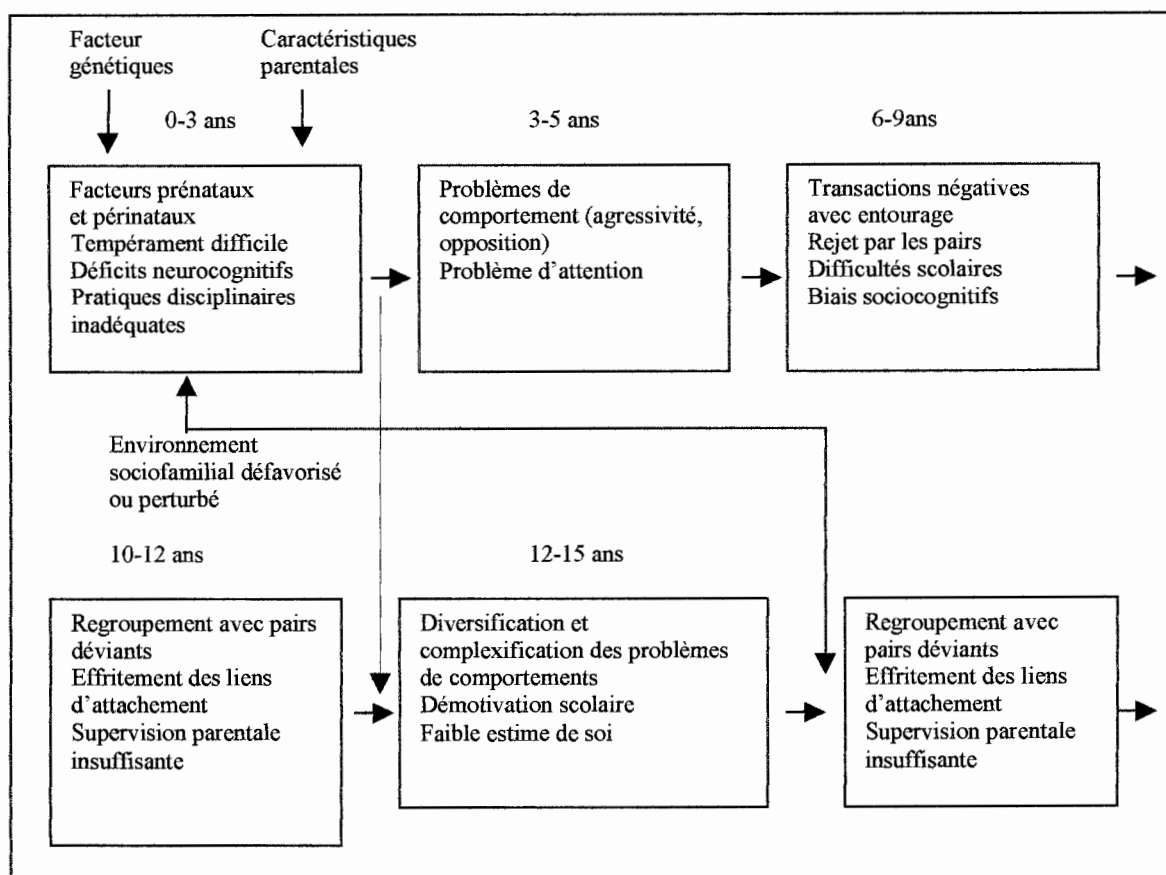 Facteur
génétiques
Caractéristiques
parentales
0-3 ans
3-5 ans
6-9ans
Facteurs prénataux
et périnataux
Tempérament difficile
Déficits neurocognitifs
Pratiques disciplinaires
inadéquates
Problèmes de
comportement (agressivité,
opposition)
Problème d'attention
Transactions négatives
avec entourage
Rejet par les pairs
Difficultés scolaires
Biais sociocognitifs
Environnement
sociofamilial défavorisé
ou perturbé
10-12 ans
12-15 ans
Regroupement avec pairs
déviants
Effritement des liens
d'attachement
Supervision parentale
insuffisante
Diversification et
complexification des problèmes
de comportements
Démotivation scolaire
Faible estime de soi
Regroupement avec
pairs déviants
Effritement des liens
d'attachement
Supervision parentale
insuffisante